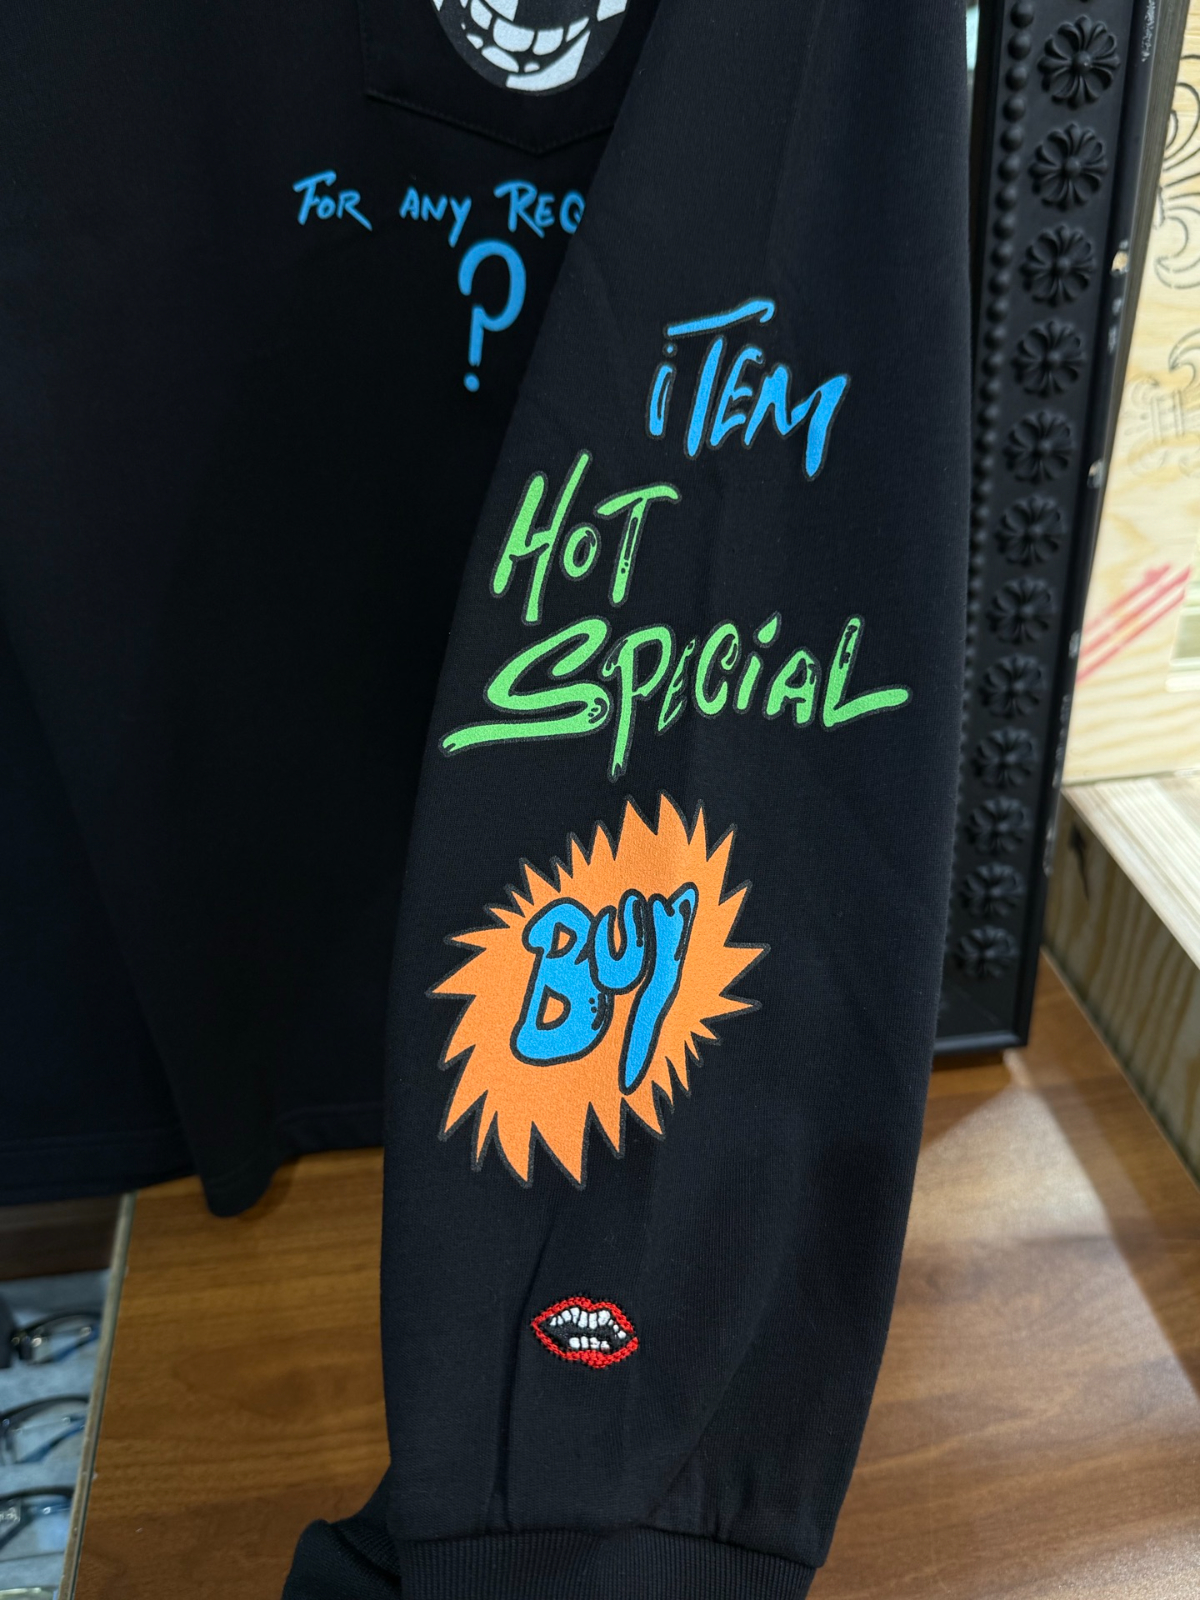 FOR ANY REQ
?
iTEM
HOT
SPECiAL
BUY